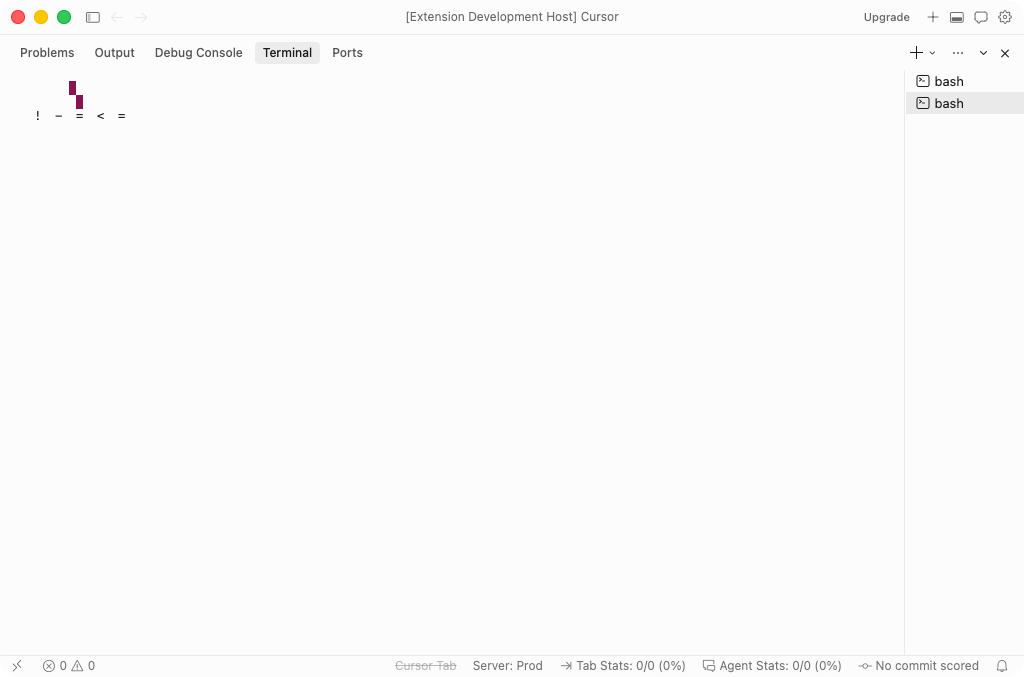 [Extension Development Host] Cursor
Upgrade
Problems Output Debug Console Terminal Ports
bash
bash
! - = < =
0 0 Cursor Tab Server: Prod Tab Stats: 0/0 (0%) Agent Stats: 0/0 (0%) No commit scored